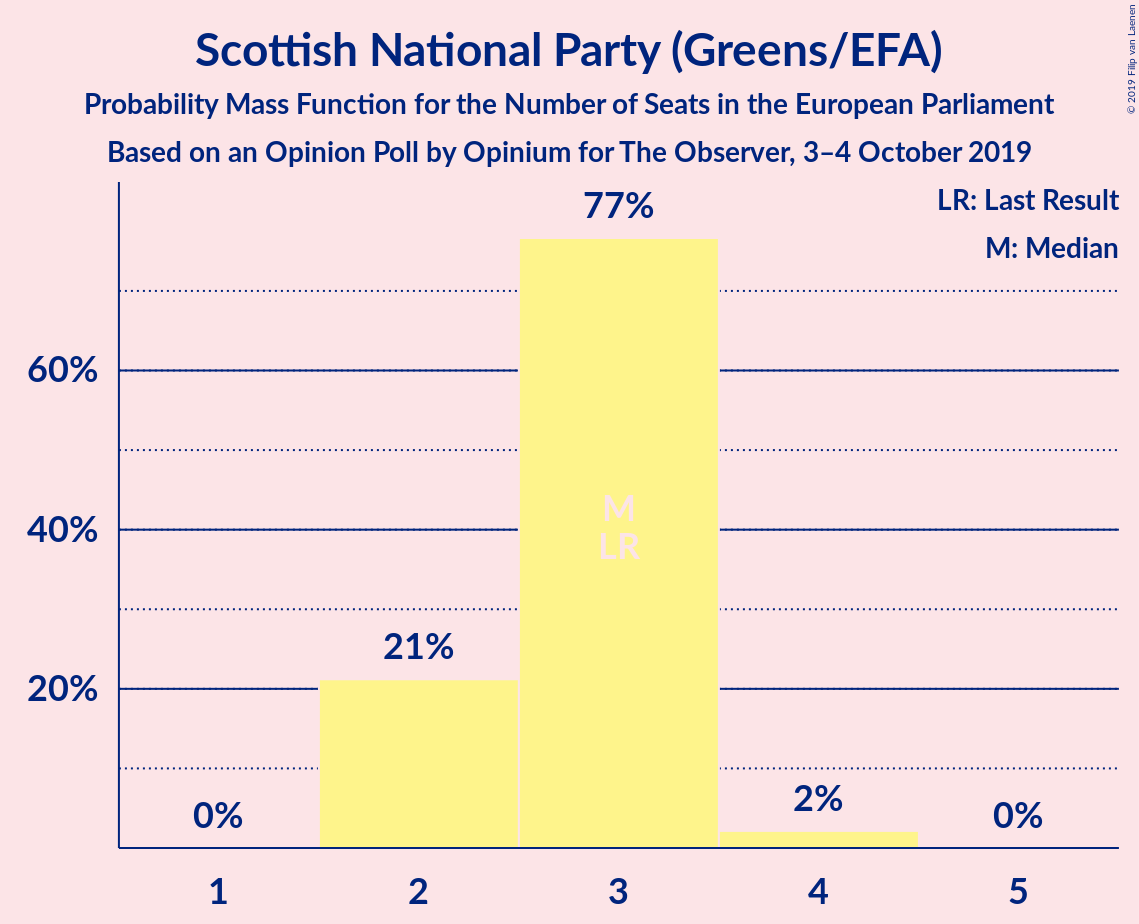 Scottish National Party (Greens/EFA)
Probability Mass Function for the Number of Seats in the European Parliament
Based on an Opinion Poll by Opinium for The Observer, 3–4 October 2019
© 2019 Filip van Laenen
LR: Last Result
M: Median
77%
60%
M
40%
LR
21%
20%
2%
0%
0%
1 2 3 4 5